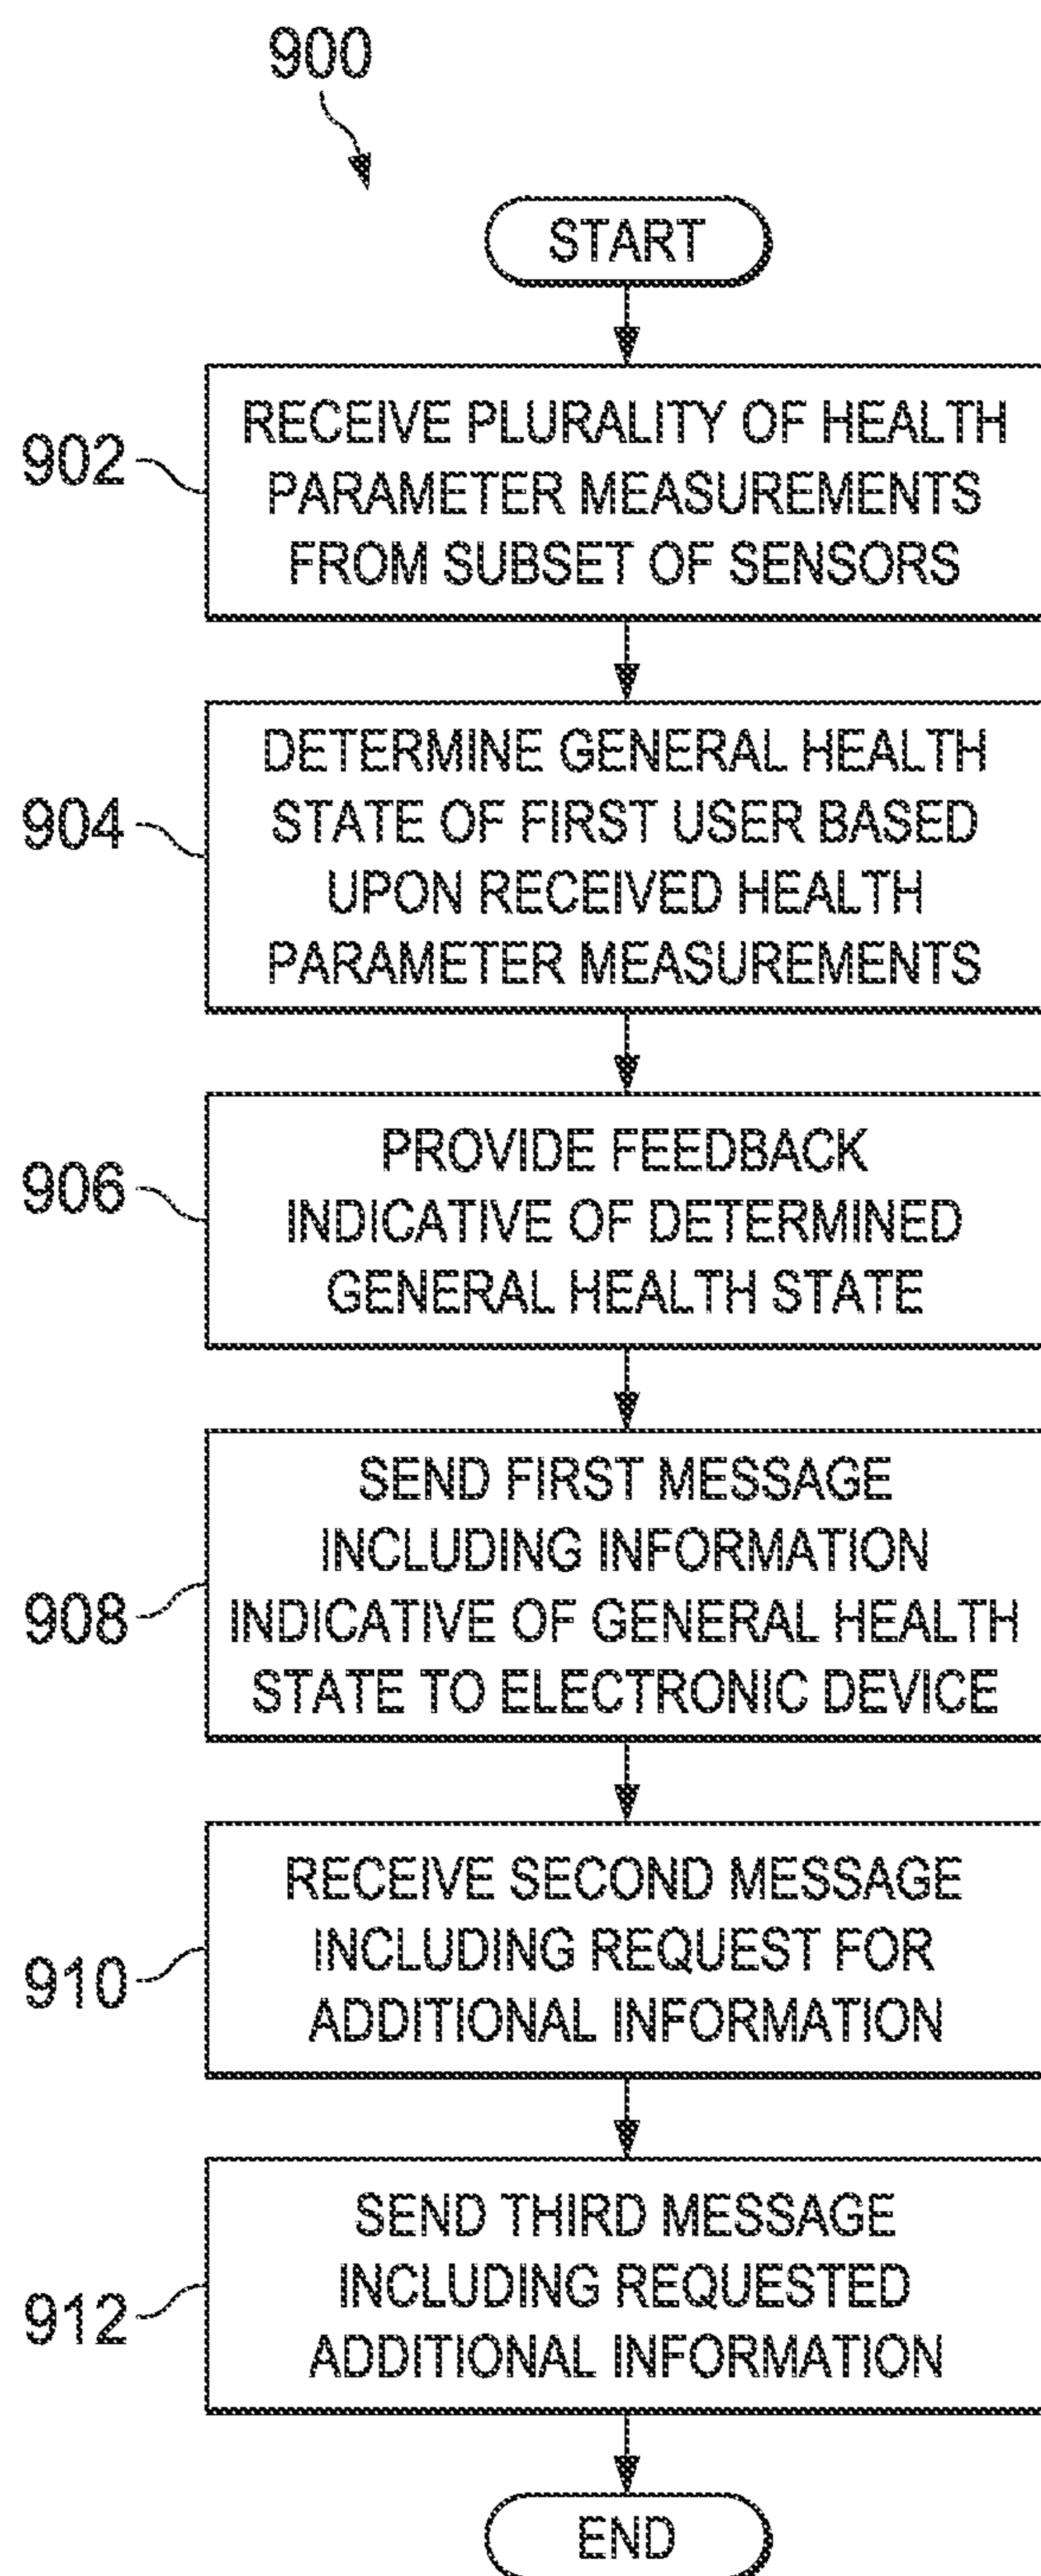 900
START
902
RECEIVE PLURALITY OF HEALTH
PARAMETER MEASUREMENTS
FROM SUBSET OF SENSORS
904
DETERMINE GENERAL HEALTH
STATE OF FIRST USER BASED
UPON RECEIVED HEALTH
PARAMETER MEASUREMENTS
906
PROVIDE FEEDBACK
INDICATIVE OF DETERMINED
GENERAL HEALTH STATE
908
SEND FIRST MESSAGE
INCLUDING INFORMATION
INDICATIVE OF GENERAL HEALTH
STATE TO ELECTRONIC DEVICE
910
RECEIVE SECOND MESSAGE
INCLUDING REQUEST FOR
ADDITIONAL INFORMATION
912
SEND THIRD MESSAGE
INCLUDING REQUESTED
ADDITIONAL INFORMATION
END